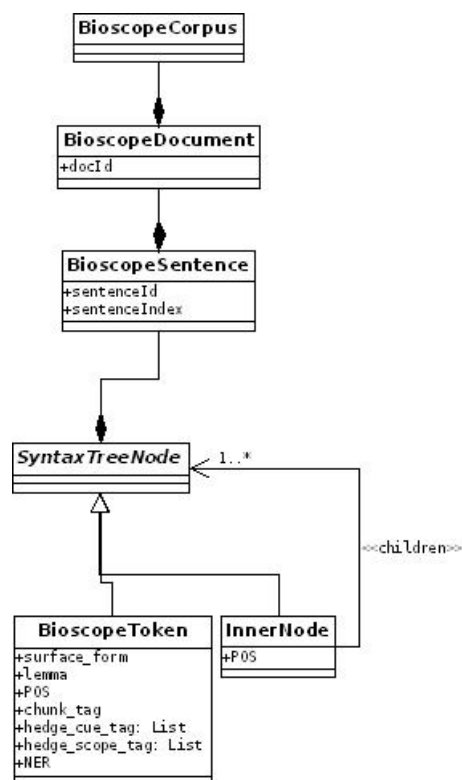 BioscopeCorpus
BioscopeDocument
+docId
BioscopeSentence
+sentenceId
+sentenceIndex
SyntaxTreeNode
1..*
<<children>>
BioscopeToken
+surface_form
+lemma
+POS
+chunk_tag
+hedge_cue_tag: List
+hedge_scope_tag: List
+NER
InnerNode
+POS